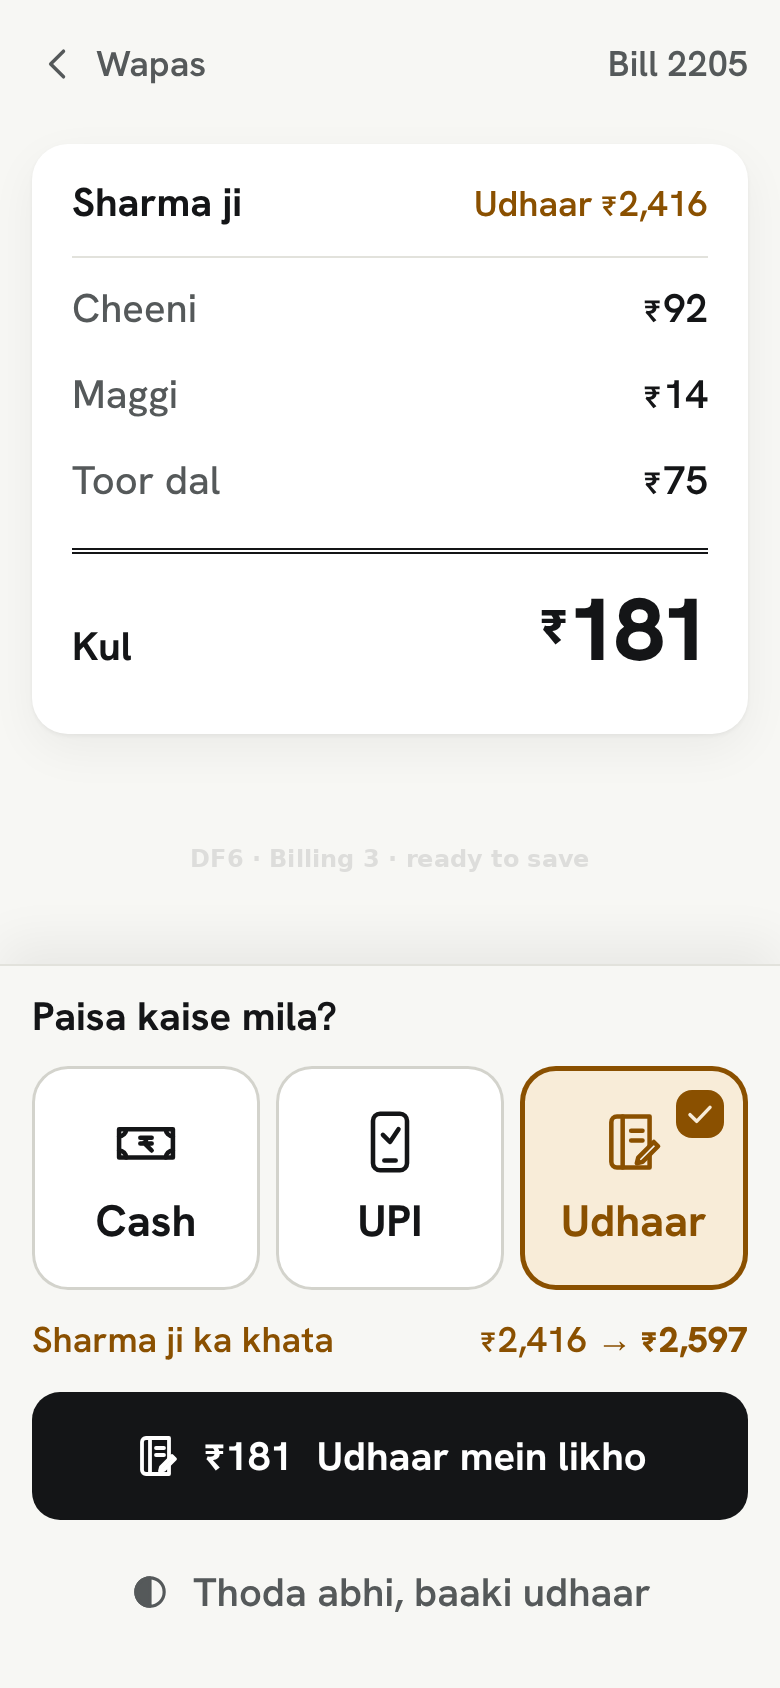 Wapas Bill 2205
Sharma ji Udhaar ₹2,416
Cheeni ₹92
Maggi ₹14
Toor dal ₹75
Kul ₹181
DF6 · Billing 3 · ready to save
Paisa kaise mila?
Cash UPI Udhaar
Sharma ji ka khata ₹2,416 → ₹2,597
₹181 Udhaar mein likho
Thoda abhi, baaki udhaar